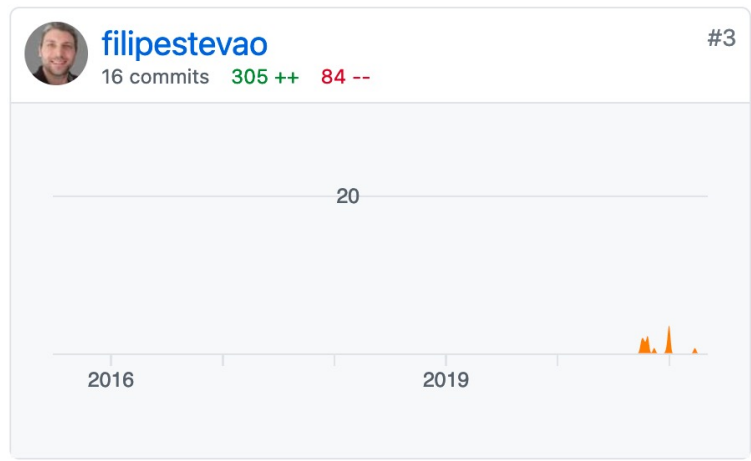 filipestevao
#3
16 commits 305 ++ 84 --
20
2016 2019